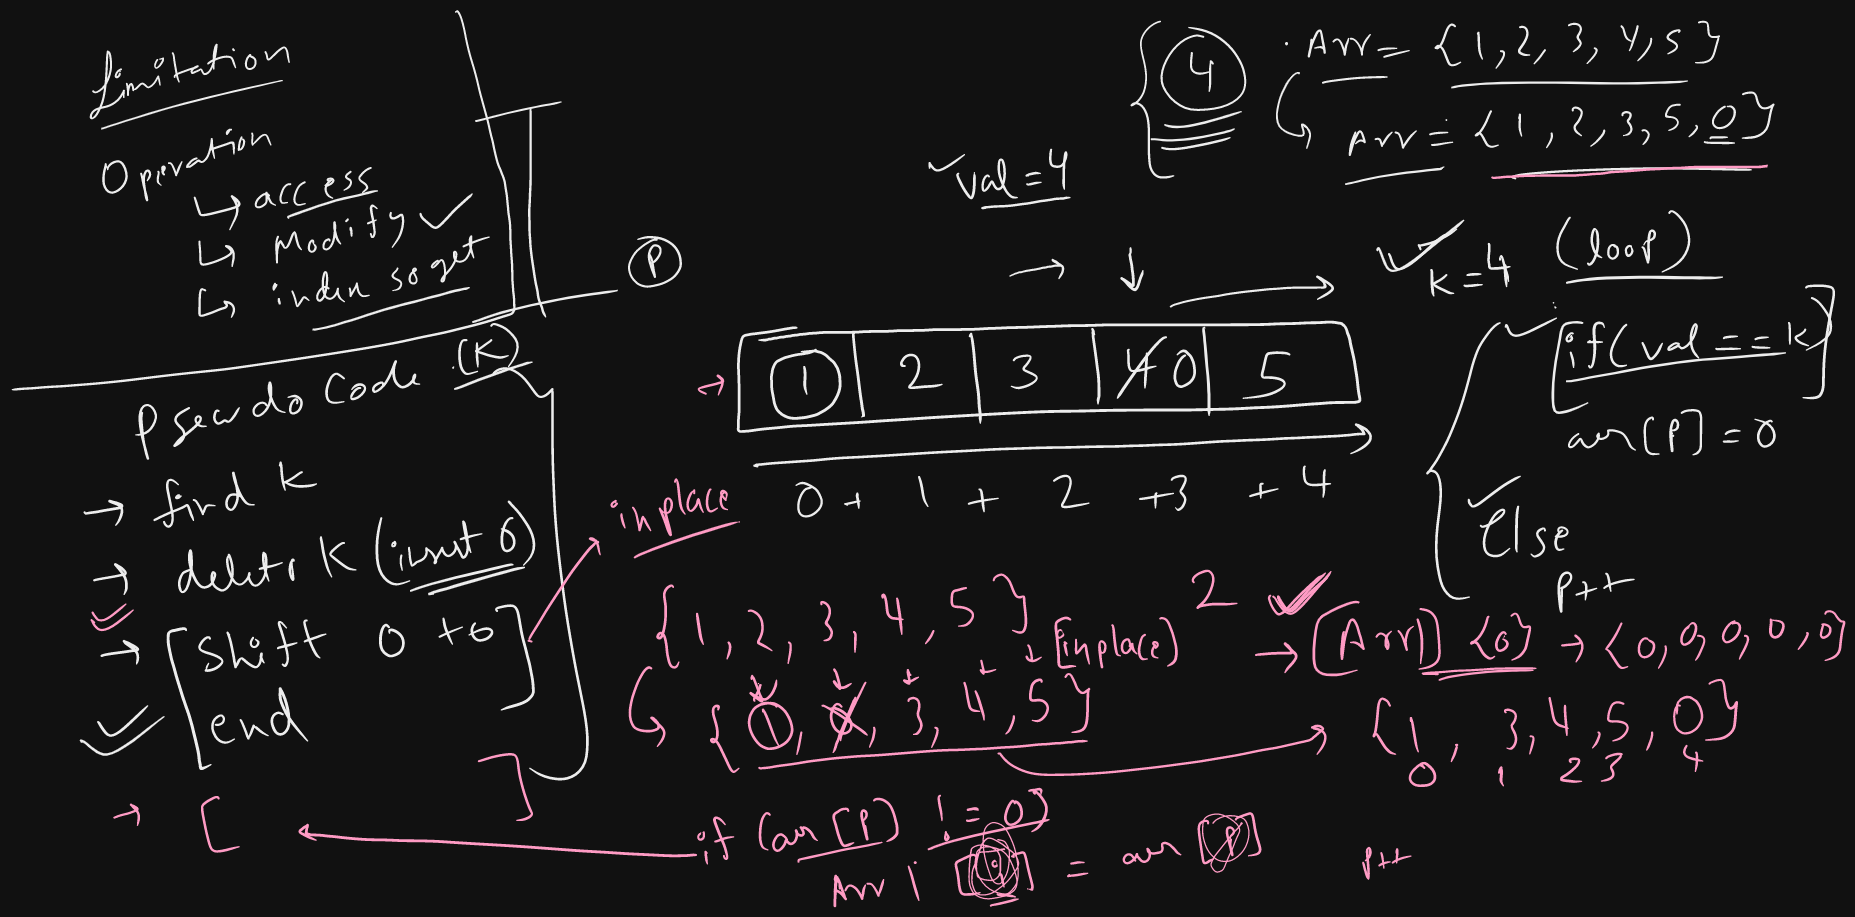 Limitation
Operation
↳ access
↳ Modify ✓
↳ index so get
P
4
Arr = {1, 2, 3, 4, 5}
Arr = {1, 2, 3, 5, 0}
✓ val = 4
✓ K = 4 (loop)
✓ if(val == K)
arr[P] = 0
✓ Else
P++
1 2 3 4 0 5
0 + 1 + 2 + 3 + 4
Pseudo Code (K)
→ find K
→ delete K (insert 0)
→ [Shift 0 to]
end
inplace
{1, 2, 3, 4, 5}
[inplace] 2 ✓
{1, 3, 4, 5}
→ [Arr1] {0} → {0, 0, 0, 0, 0}
{1, 3, 4, 5, 0}
0 1 2 3 4
→ [ ]
if (arr[P] != 0)
Arr1 [ ] = arr [P]
P++